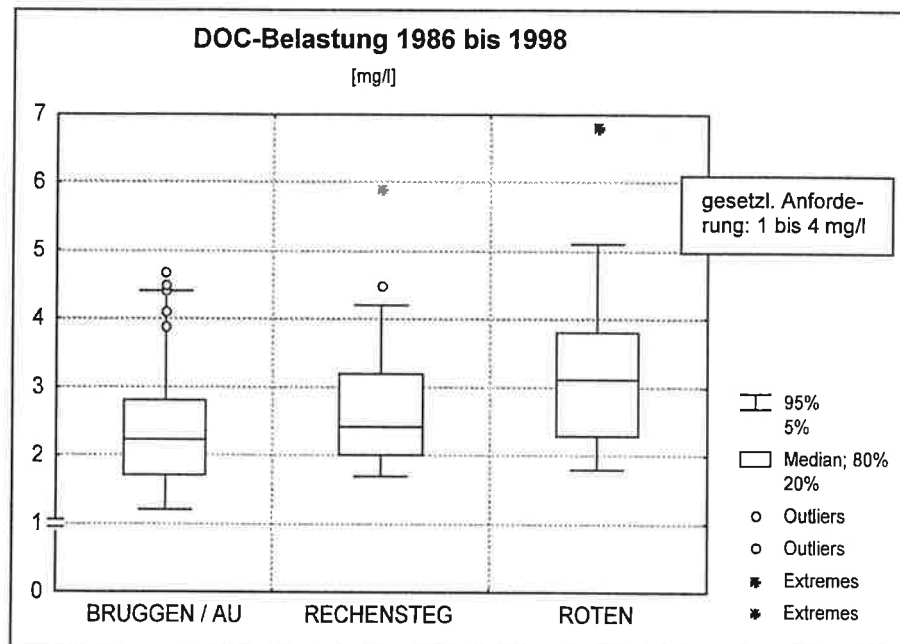 DOC-Belastung 1986 bis 1998
[mg/l]
7
6
5
4
3
2
1
0
BRUGGEN / AU
RECHENSTEG
ROTEN
gesetzl. Anforde-
rung: 1 bis 4 mg/l
95%
5%
Median; 80%
20%
Outliers
Outliers
Extremes
Extremes